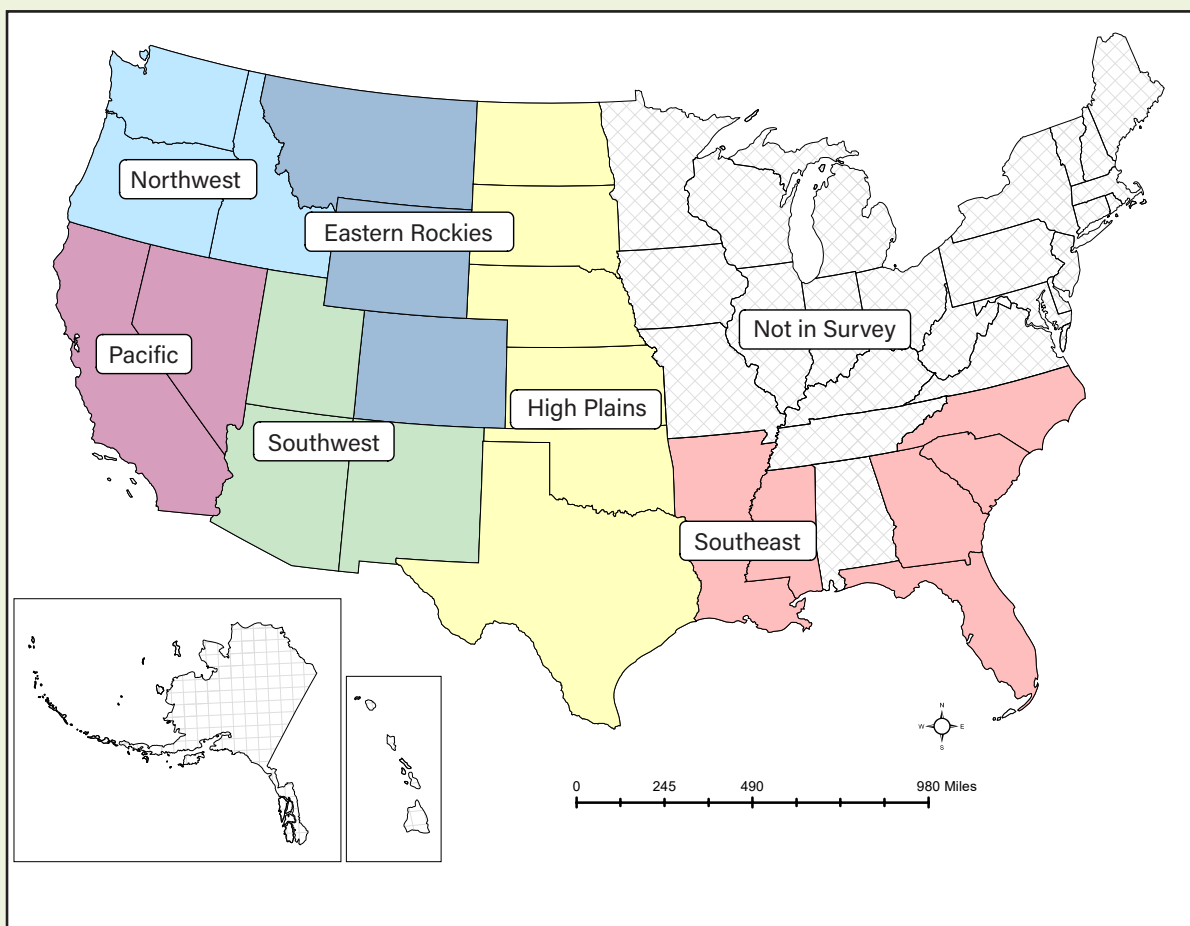 Northwest
Eastern Rockies
Pacific
Not in Survey
High Plains
Southwest
Southeast
N
W E
S
0 245 490 980 Miles